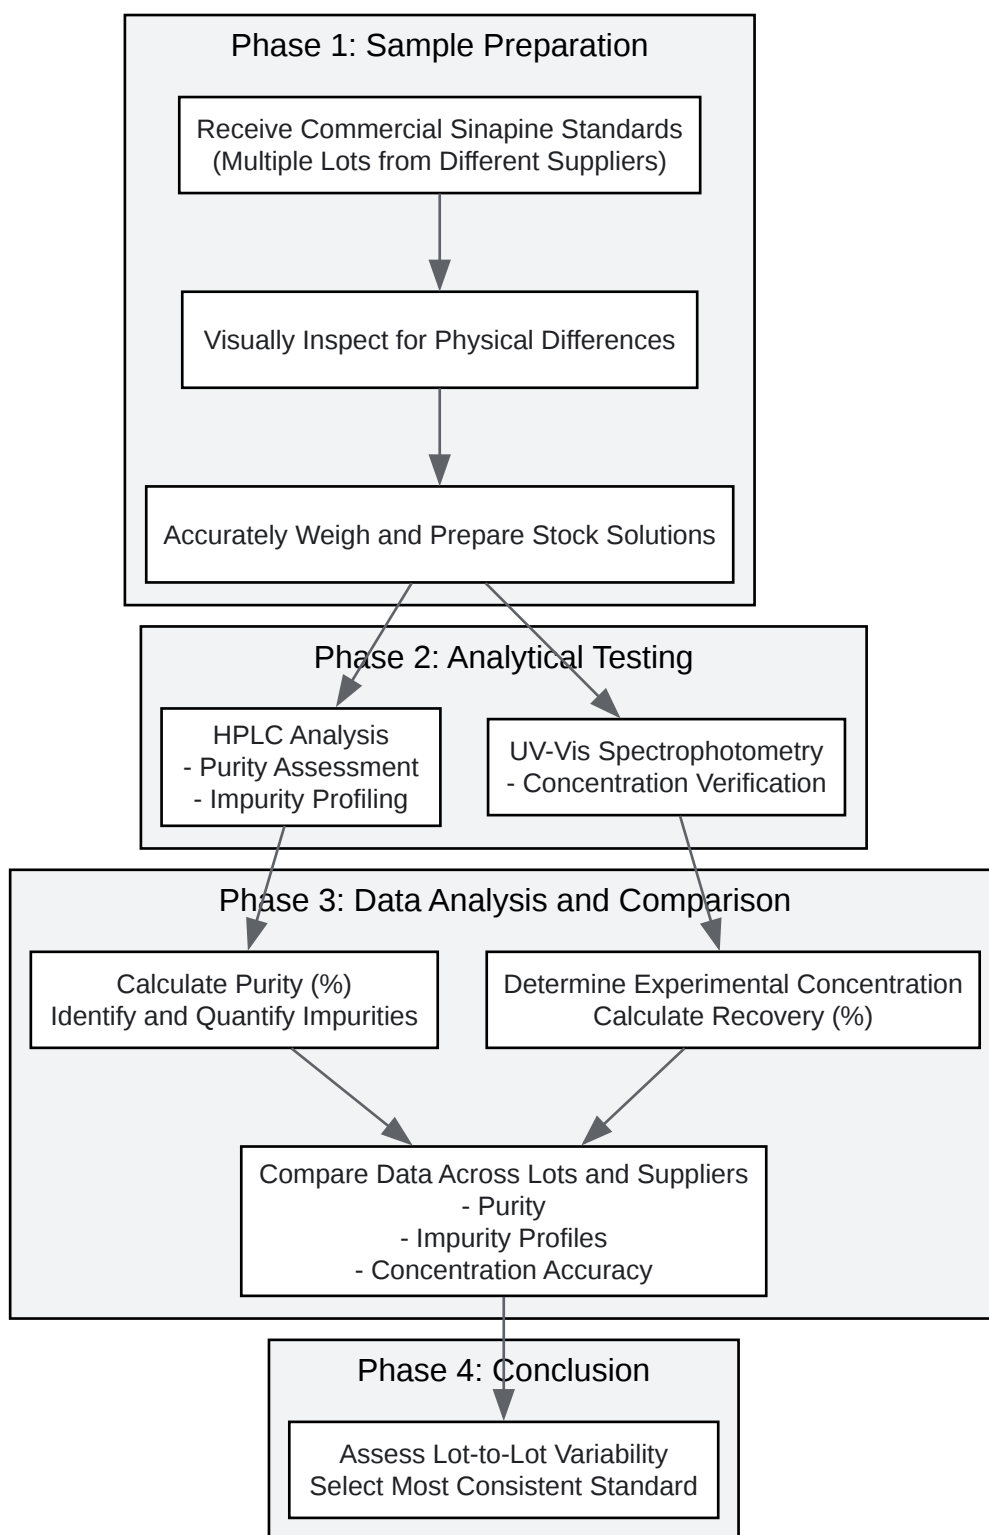 Phase 1: Sample Preparation
Receive Commercial Sinapine Standards
(Multiple Lots from Different Suppliers)
Visually Inspect for Physical Differences
Accurately Weigh and Prepare Stock Solutions
Phase 2: Analytical Testing
HPLC Analysis
- Purity Assessment
- Impurity Profiling
UV-Vis Spectrophotometry
- Concentration Verification
Phase 3: Data Analysis and Comparison
Calculate Purity (%)
Identify and Quantify Impurities
Determine Experimental Concentration
Calculate Recovery (%)
Compare Data Across Lots and Suppliers
- Purity
- Impurity Profiles
- Concentration Accuracy
Phase 4: Conclusion
Assess Lot-to-Lot Variability
Select Most Consistent Standard